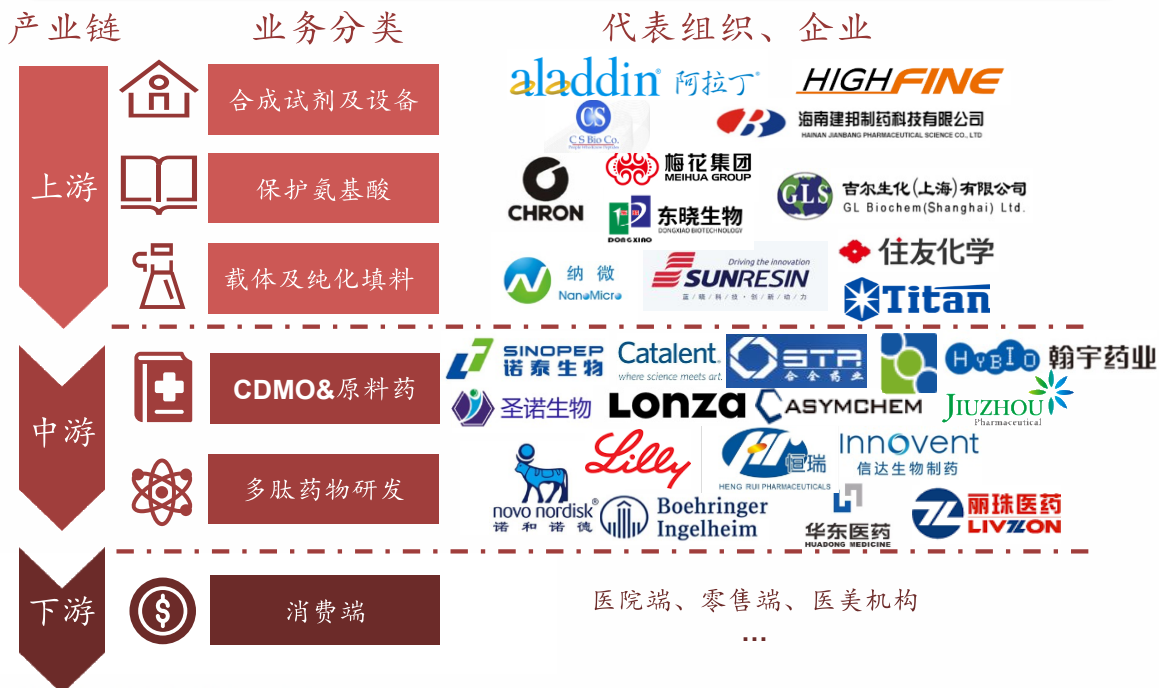 产业链
业务分类
代表组织、企业
上游
合成试剂及设备
aladdin® 阿拉丁®
HIGHFINE
CS
C S Bio Co.
海南建邦制药科技有限公司
HAINAN JIANBANG PHARMACEUTICAL SCIENCE CO., LTD
保护氨基酸
CHRON
梅花集团
MEIHUA GROUP
东晓生物
DONGXIAO BIOTECHNOLOGY
DONGXIAO
GLS
吉尔生化(上海)有限公司
GL Biochem(Shanghai) Ltd.
载体及纯化填料
纳微
NanoMicro
Driving the innovation
SUNRESIN
蓝/晓/科/技·创/新/动/力
住友化学
Titan
中游
CDMO&原料药
SINOPEP
诺泰生物
Catalent®
where science meets art.
STA
合全药业
HYBIO 翰宇药业
圣诺生物
Lonza
ASYMCHEM
JIUZHOU
Pharmaceutical
多肽药物研发
novo nordisk®
诺和诺德
Lilly
恒瑞
HENG RUI PHARMACEUTICALS
Innovent
信达生物制药
Boehringer
Ingelheim
华东医药
HUADONG MEDICINE
丽珠医药
LIVZON
下游
$
消费端
医院端、零售端、医美机构
...